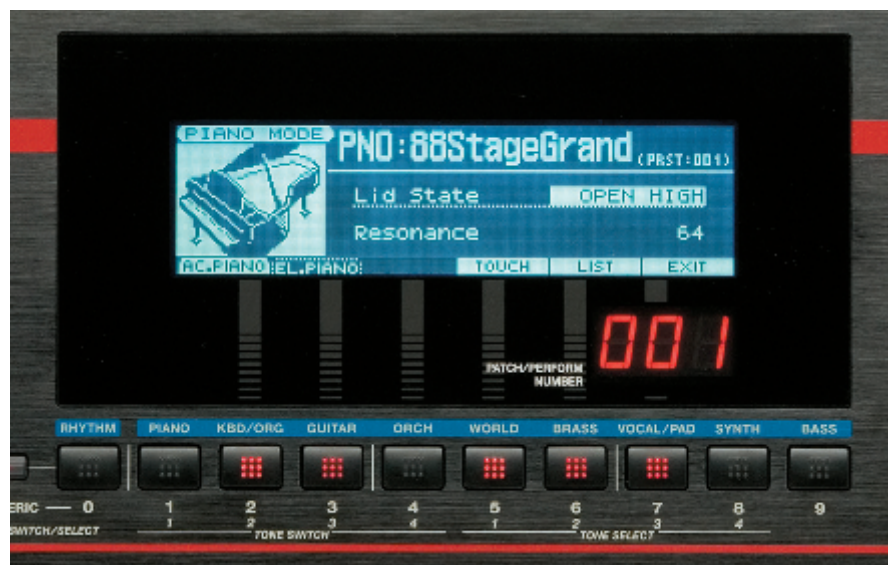 PIANO MODE
PNO:88StageGrand (PRST:001)
Lid State OPEN HIGH
Resonance 64
AC.PIANO EL.PIANO TOUCH LIST EXIT
001
PATCH/PERFORM
NUMBER
RHYTHM PIANO KBD/ORG GUITAR ORCH WORLD BRASS VOCAL/PAD SYNTH BASS
ERIC — 0 1 2 3 4 5 6 7 8 9
SWITCH/SELECT 1 2 3 4 1 2 3 4
TONE SWITCH TONE SELECT